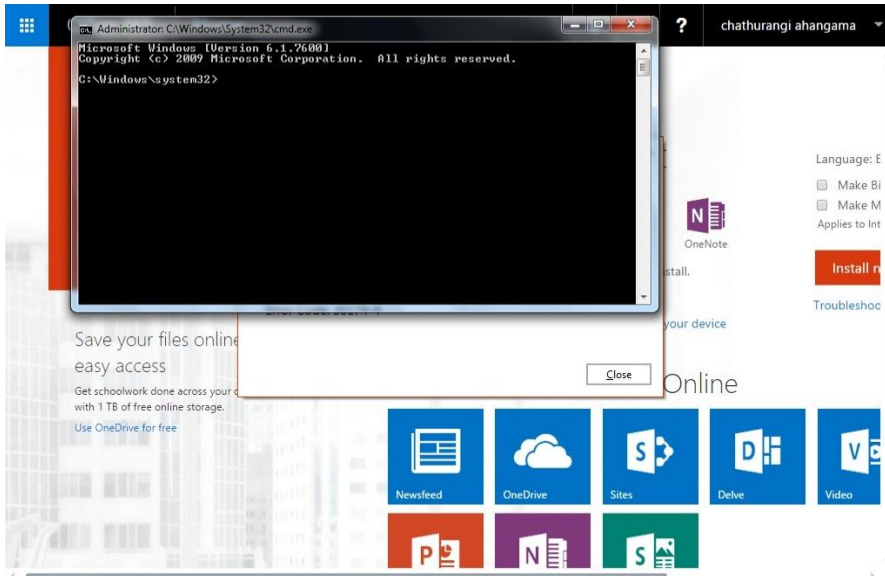 Administrator: C:\Windows\System32\cmd.exe
? chathurangi ahangama
Microsoft Windows [Version 6.1.7600]
Copyright (c) 2009 Microsoft Corporation. All rights reserved.
C:\Windows\system32>
Language: E
Make Bi
Make M
Applies to Int
OneNote
stall.
Install n
Troubleshoc
your device
Save your files online
easy access
Get schoolwork done across your
with 1 TB of free online storage.
Use OneDrive for free
Close
Online
Newsfeed
OneDrive
Sites
Delve
Video